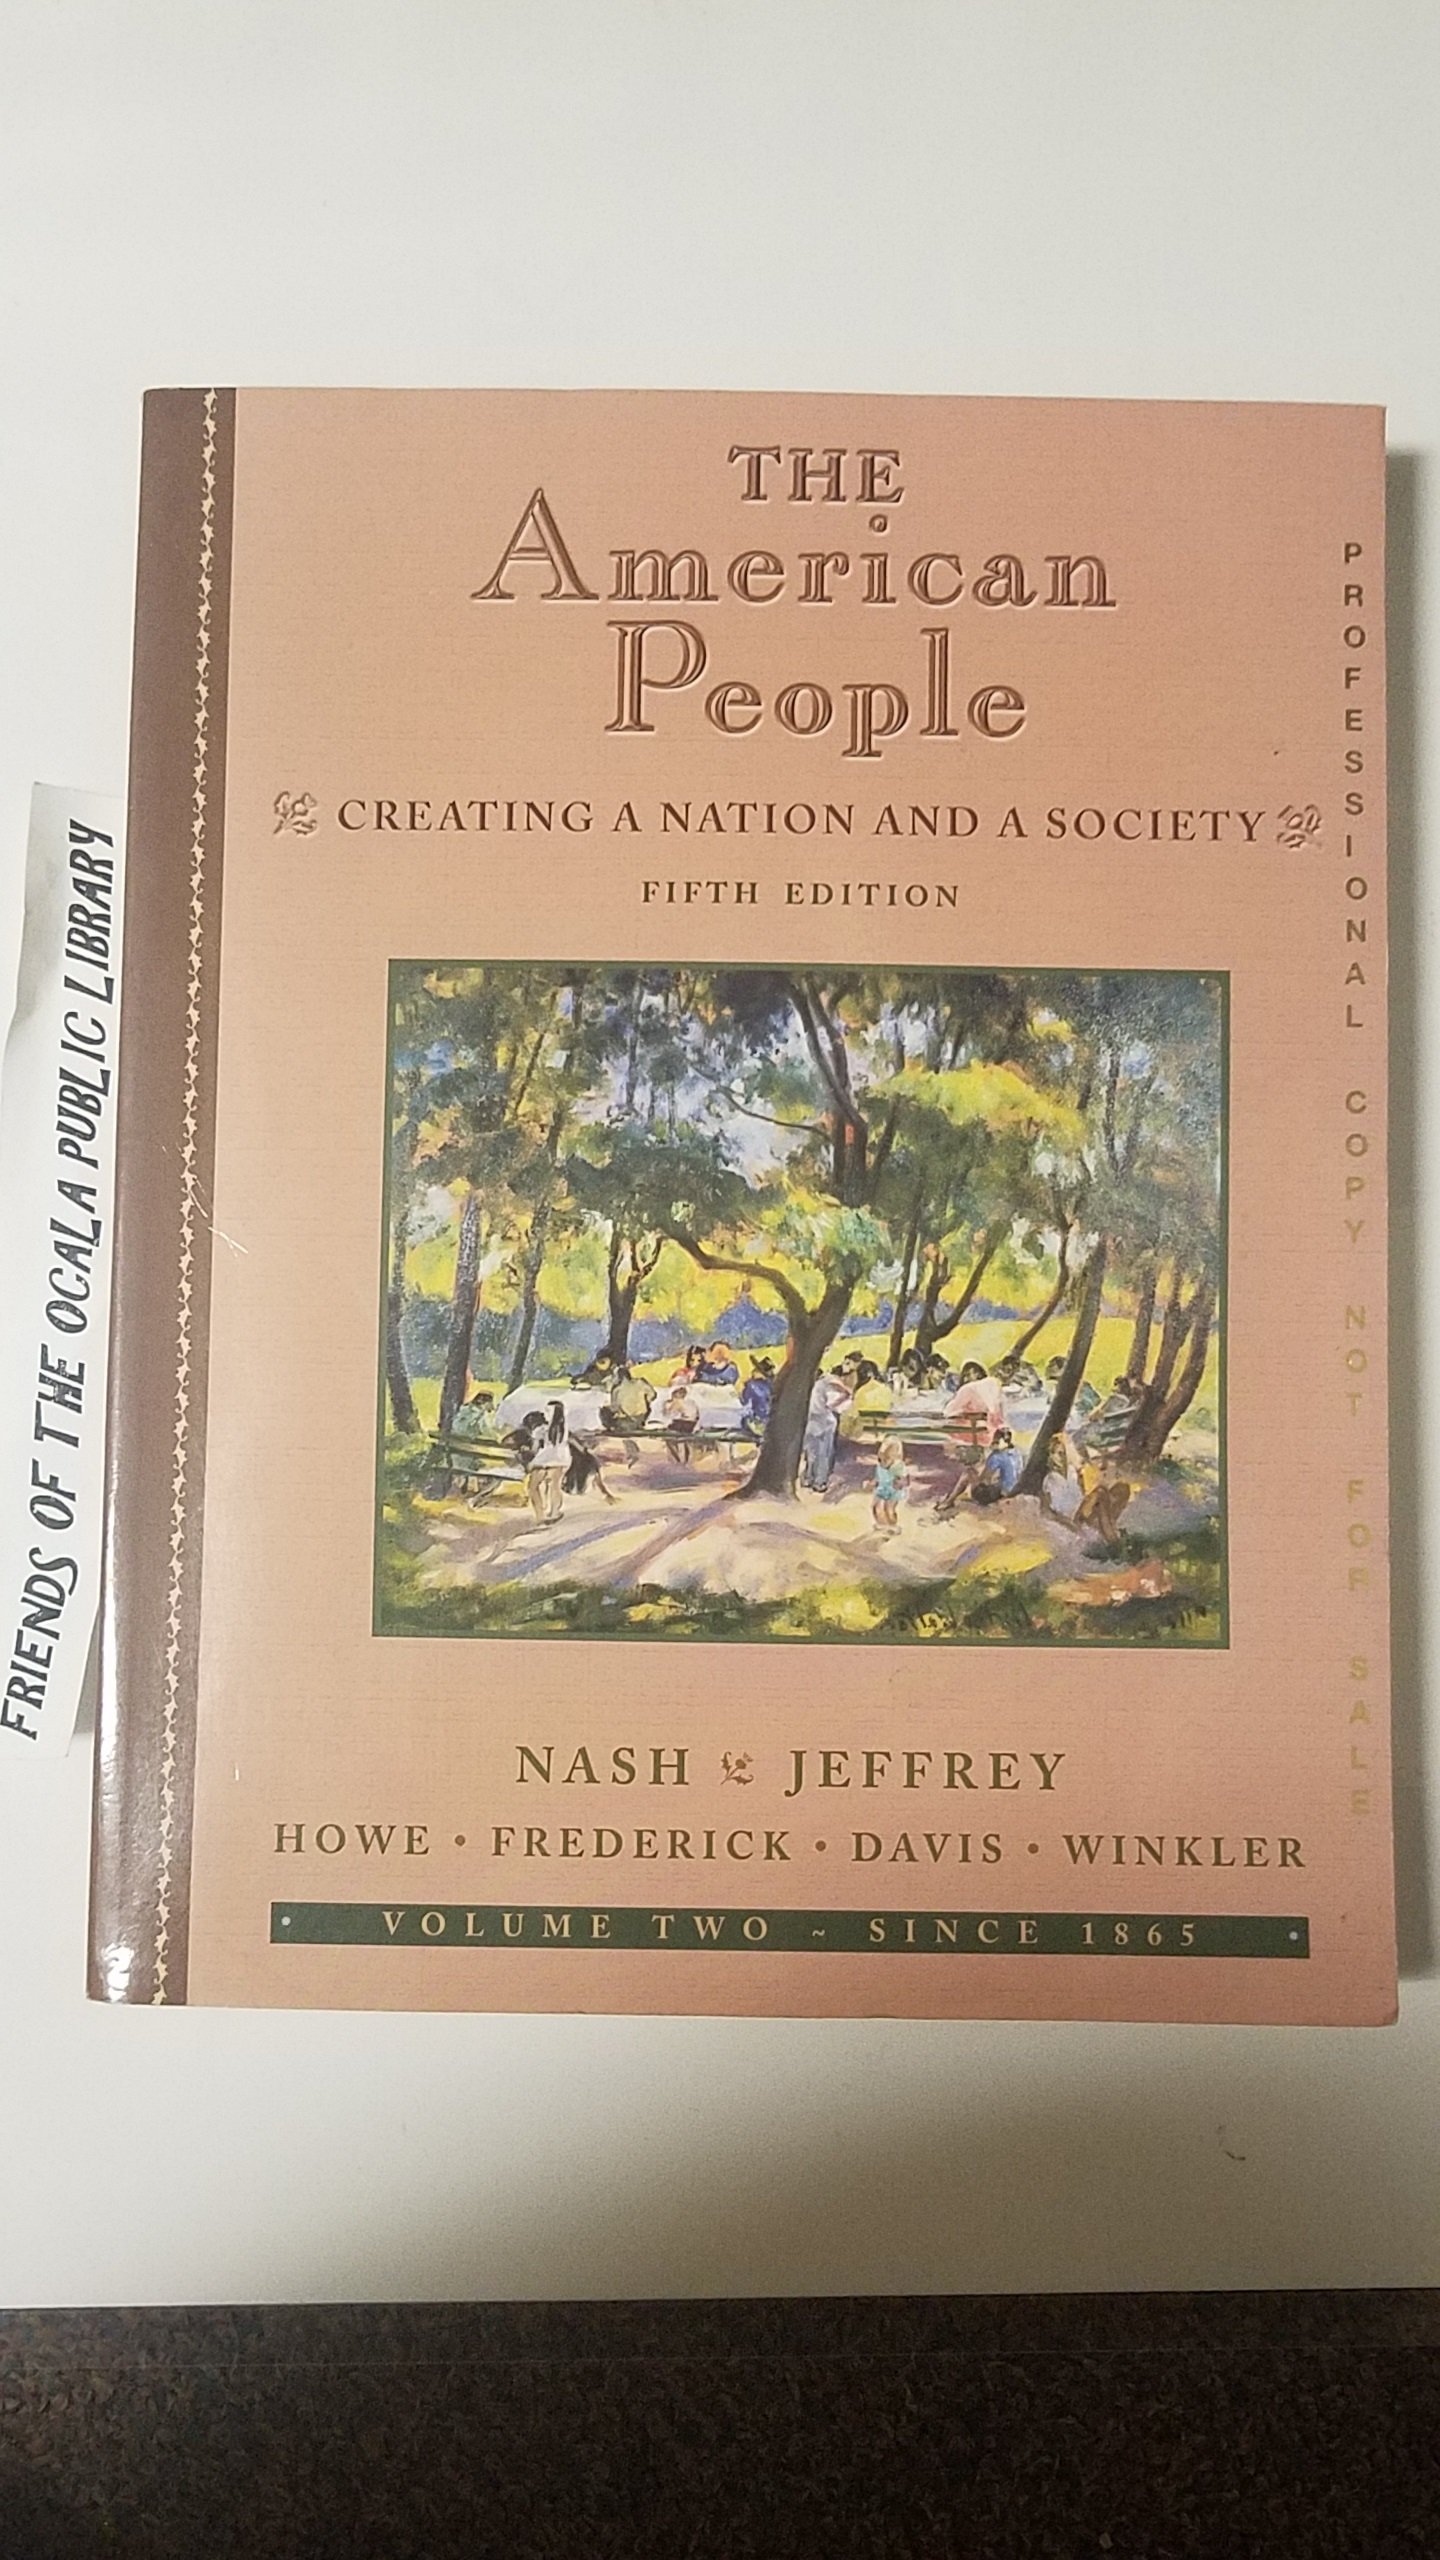 THE
American
People
CREATING A NATION AND A SOCIETY
FIFTH EDITION
NASH JEFFREY
HOWE • FREDERICK • DAVIS • WINKLER
• VOLUME TWO ~ SINCE 1865 •
PROFESSIONAL COPY NOT FOR SALE
FRIENDS OF THE OCALA PUBLIC LIBRARY